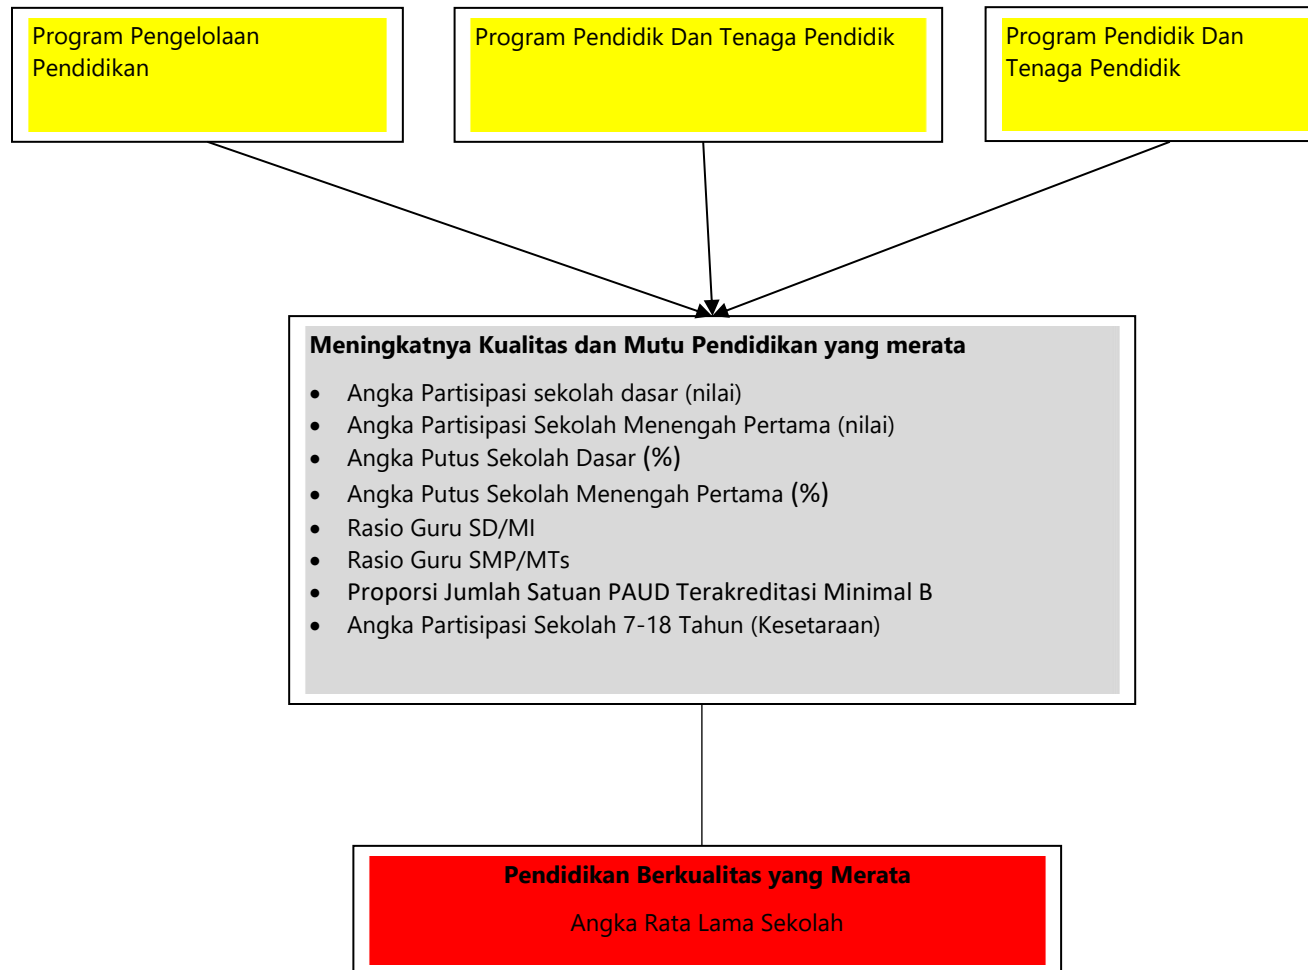 Program Pengelolaan
Pendidikan
Program Pendidik Dan Tenaga Pendidik
Program Pendidik Dan
Tenaga Pendidik
Meningkatnya Kualitas dan Mutu Pendidikan yang merata
• Angka Partisipasi sekolah dasar (nilai)
• Angka Partisipasi Sekolah Menengah Pertama (nilai)
• Angka Putus Sekolah Dasar (%)
• Angka Putus Sekolah Menengah Pertama (%)
• Rasio Guru SD/MI
• Rasio Guru SMP/MTs
• Proporsi Jumlah Satuan PAUD Terakreditasi Minimal B
• Angka Partisipasi Sekolah 7-18 Tahun (Kesetaraan)
Pendidikan Berkualitas yang Merata
Angka Rata Lama Sekolah